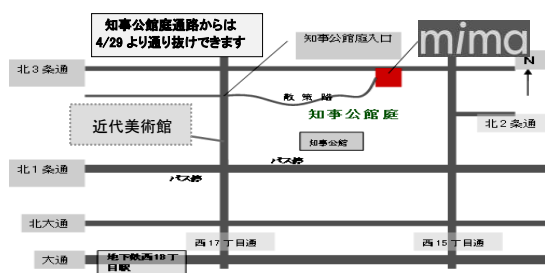 知事公館庭通路からは
4/29 より通り抜けできます
知事公館庭入口
mima
北3条通
N
散策路
知事公館庭
近代美術館
知事公館
北2条通
北1条通
バス停
バス停
北大通
西17丁目通
西15丁目通
大通
地下鉄西18丁
目駅